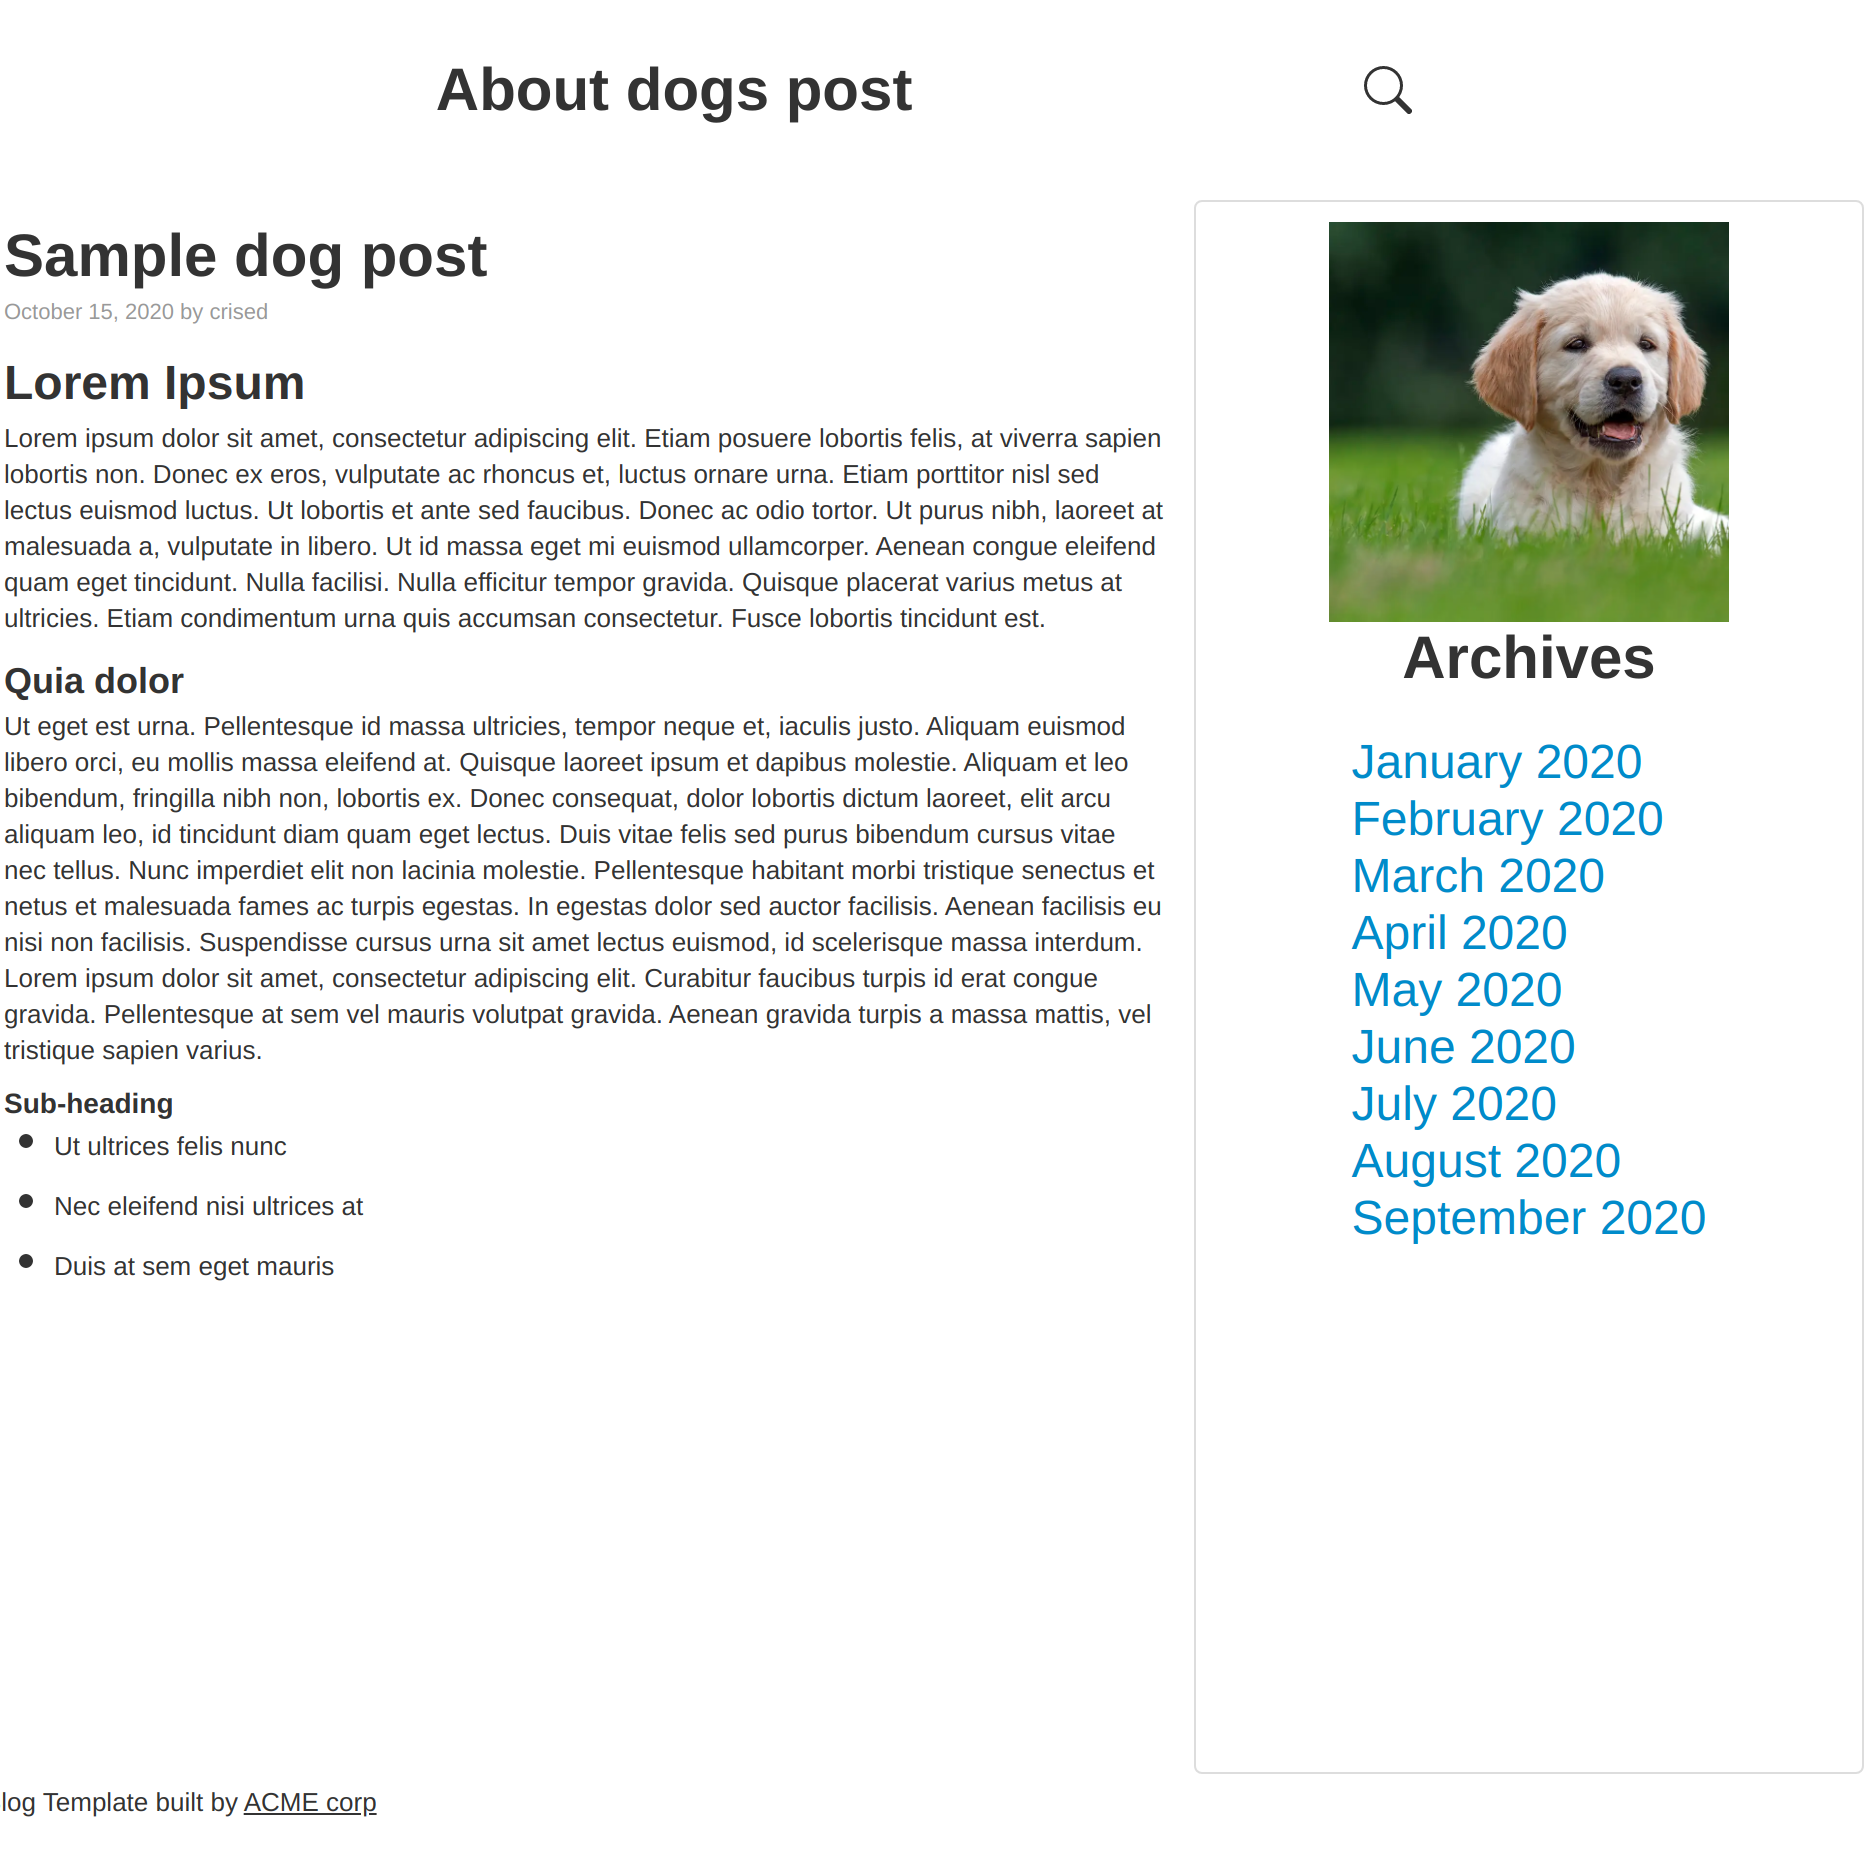 About dogs post
Sample dog post
October 15, 2020 by crised
Lorem Ipsum
Lorem ipsum dolor sit amet, consectetur adipiscing elit. Etiam posuere lobortis felis, at viverra sapien
lobortis non. Donec ex eros, vulputate ac rhoncus et, luctus ornare urna. Etiam porttitor nisl sed
lectus euismod luctus. Ut lobortis et ante sed faucibus. Donec ac odio tortor. Ut purus nibh, laoreet at
malesuada a, vulputate in libero. Ut id massa eget mi euismod ullamcorper. Aenean congue eleifend
quam eget tincidunt. Nulla facilisi. Nulla efficitur tempor gravida. Quisque placerat varius metus at
ultricies. Etiam condimentum urna quis accumsan consectetur. Fusce lobortis tincidunt est.
Quia dolor
Ut eget est urna. Pellentesque id massa ultricies, tempor neque et, iaculis justo. Aliquam euismod
libero orci, eu mollis massa eleifend at. Quisque laoreet ipsum et dapibus molestie. Aliquam et leo
bibendum, fringilla nibh non, lobortis ex. Donec consequat, dolor lobortis dictum laoreet, elit arcu
aliquam leo, id tincidunt diam quam eget lectus. Duis vitae felis sed purus bibendum cursus vitae
nec tellus. Nunc imperdiet elit non lacinia molestie. Pellentesque habitant morbi tristique senectus et
netus et malesuada fames ac turpis egestas. In egestas dolor sed auctor facilisis. Aenean facilisis eu
nisi non facilisis. Suspendisse cursus urna sit amet lectus euismod, id scelerisque massa interdum.
Lorem ipsum dolor sit amet, consectetur adipiscing elit. Curabitur faucibus turpis id erat congue
gravida. Pellentesque at sem vel mauris volutpat gravida. Aenean gravida turpis a massa mattis, vel
tristique sapien varius.
Sub-heading
Ut ultrices felis nunc
Nec eleifend nisi ultrices at
Duis at sem eget mauris
Archives
January 2020
February 2020
March 2020
April 2020
May 2020
June 2020
July 2020
August 2020
September 2020
log Template built by ACME corp